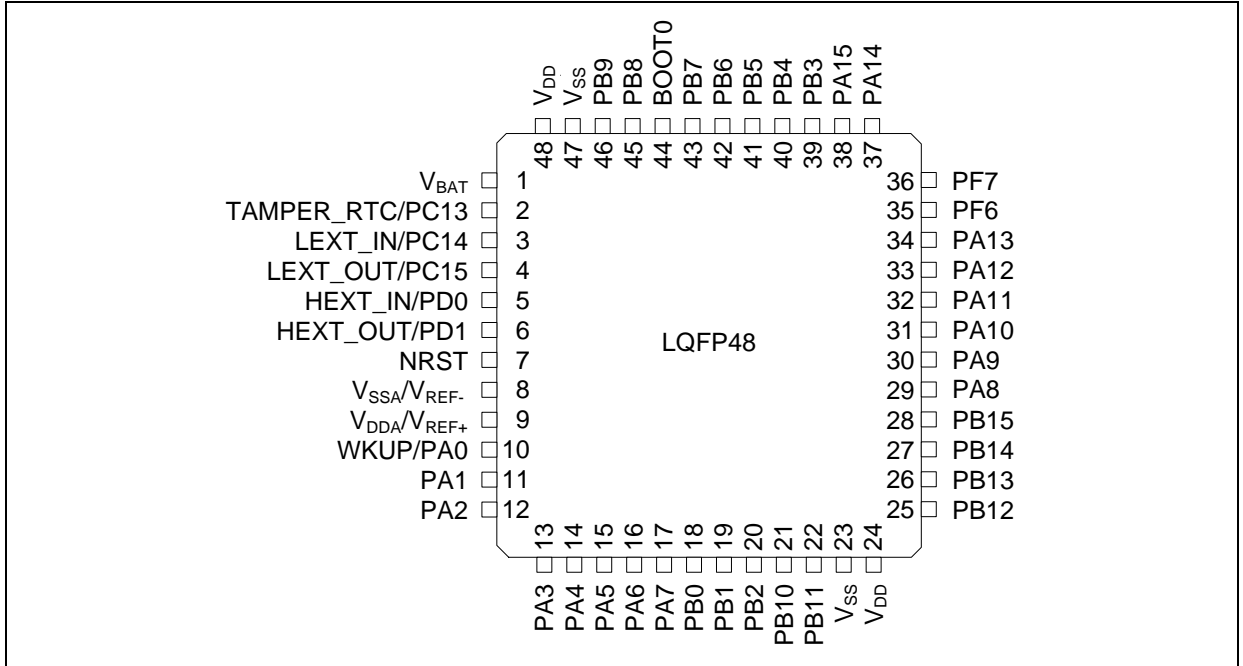 VDD VSS PB9 PB8 BOOT0 PB7 PB6 PB5 PB4 PB3 PA15 PA14
48 47 46 45 44 43 42 41 40 39 38 37
VBAT 1 36 PF7
TAMPER_RTC/PC13 2 35 PF6
LEXT_IN/PC14 3 34 PA13
LEXT_OUT/PC15 4 33 PA12
HEXT_IN/PD0 5 32 PA11
HEXT_OUT/PD1 6 31 PA10
LQFP48
NRST 7 30 PA9
VSSA/VREF- 8 29 PA8
VDDA/VREF+ 9 28 PB15
WKUP/PA0 10 27 PB14
PA1 11 26 PB13
PA2 12 25 PB12
13 14 15 16 17 18 19 20 21 22 23 24
PA3 PA4 PA5 PA6 PA7 PB0 PB1 PB2 PB10 PB11 VSS VDD